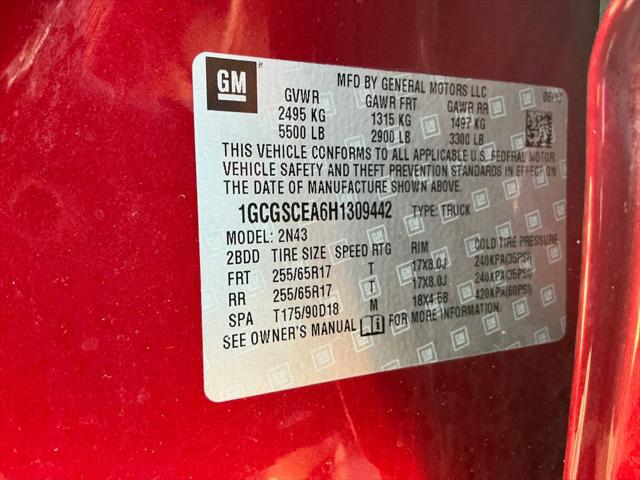 GM
MFD BY GENERAL MOTORS LLC
GVWR GAWR FRT GAWR RR
2495 KG 1315 KG 1497 KG
5500 LB 2900 LB 3300 LB
THIS VEHICLE CONFORMS TO ALL APPLICABLE U.S. FEDERAL MOTOR
VEHICLE SAFETY AND THEFT PREVENTION STANDARDS IN EFFECT ON
THE DATE OF MANUFACTURE SHOWN ABOVE.
1GCGSCEA6H1309442 TYPE: TRUCK
MODEL: 2N43
2BDD TIRE SIZE SPEED RTG RIM COLD TIRE PRESSURE
FRT 255/65R17 T 17X8.0J 240KPA(35PSI)
RR 255/65R17 T 17X8.0J 240KPA(35PSI)
SPA T175/90D18 M 18X4.5B 420KPA(60PSI)
SEE OWNER'S MANUAL FOR MORE INFORMATION.